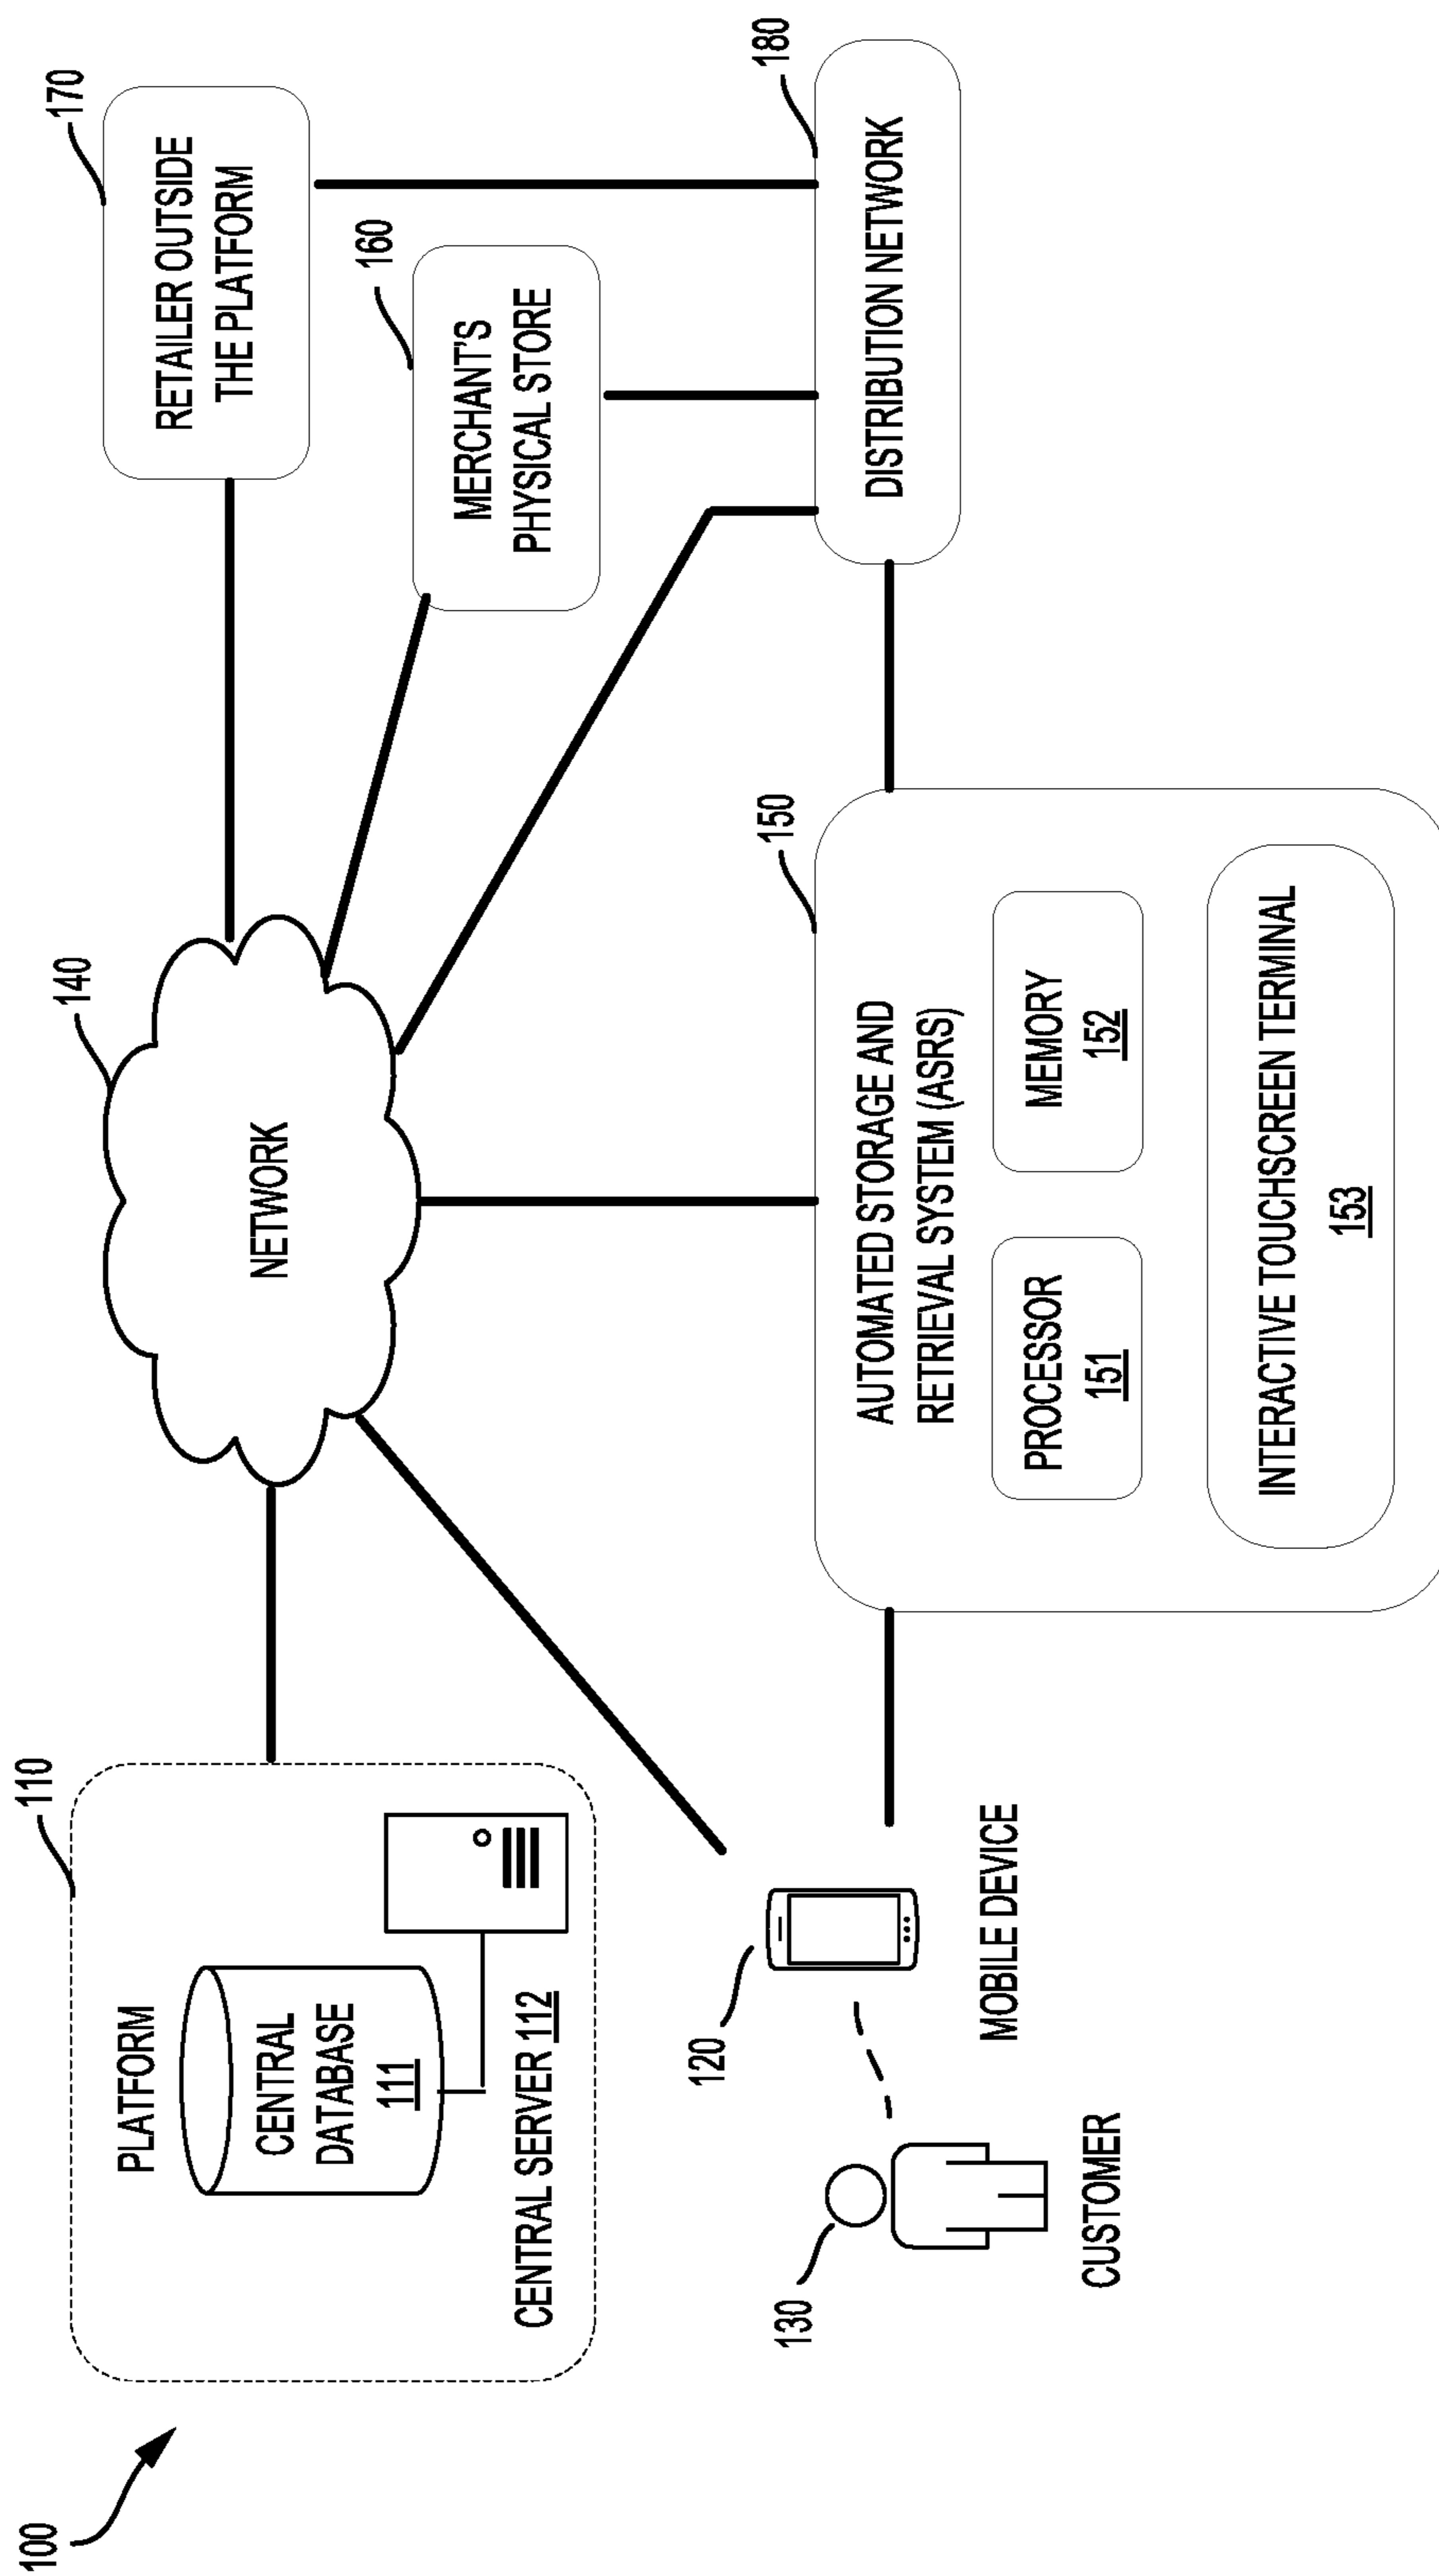 100
110
PLATFORM
CENTRAL
DATABASE
111
CENTRAL SERVER 112
140
NETWORK
170
RETAILER OUTSIDE
THE PLATFORM
160
MERCHANT'S
PHYSICAL STORE
120
MOBILE DEVICE
130
CUSTOMER
150
AUTOMATED STORAGE AND
RETRIEVAL SYSTEM (ASRS)
PROCESSOR
151
MEMORY
152
INTERACTIVE TOUCHSCREEN TERMINAL
153
180
DISTRIBUTION NETWORK